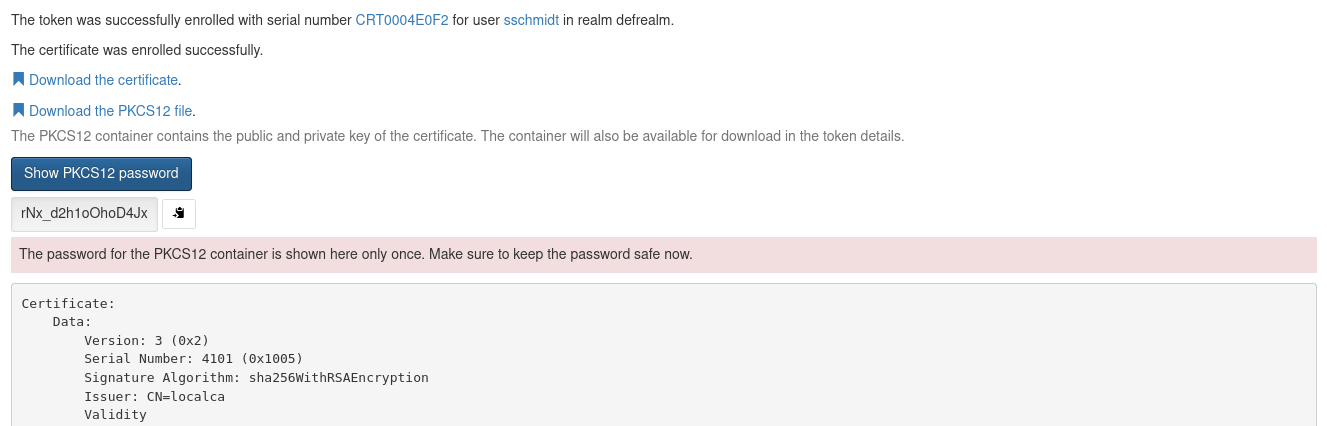 The token was successfully enrolled with serial number CRT0004E0F2 for user sschmidt in realm defrealm.
The certificate was enrolled successfully.
Download the certificate.
Download the PKCS12 file.
The PKCS12 container contains the public and private key of the certificate. The container will also be available for download in the token details.
Show PKCS12 password
rNx_d2h1oOhoD4Jx
The password for the PKCS12 container is shown here only once. Make sure to keep the password safe now.
Certificate:
    Data:
        Version: 3 (0x2)
        Serial Number: 4101 (0x1005)
        Signature Algorithm: sha256WithRSAEncryption
        Issuer: CN=localca
        Validity